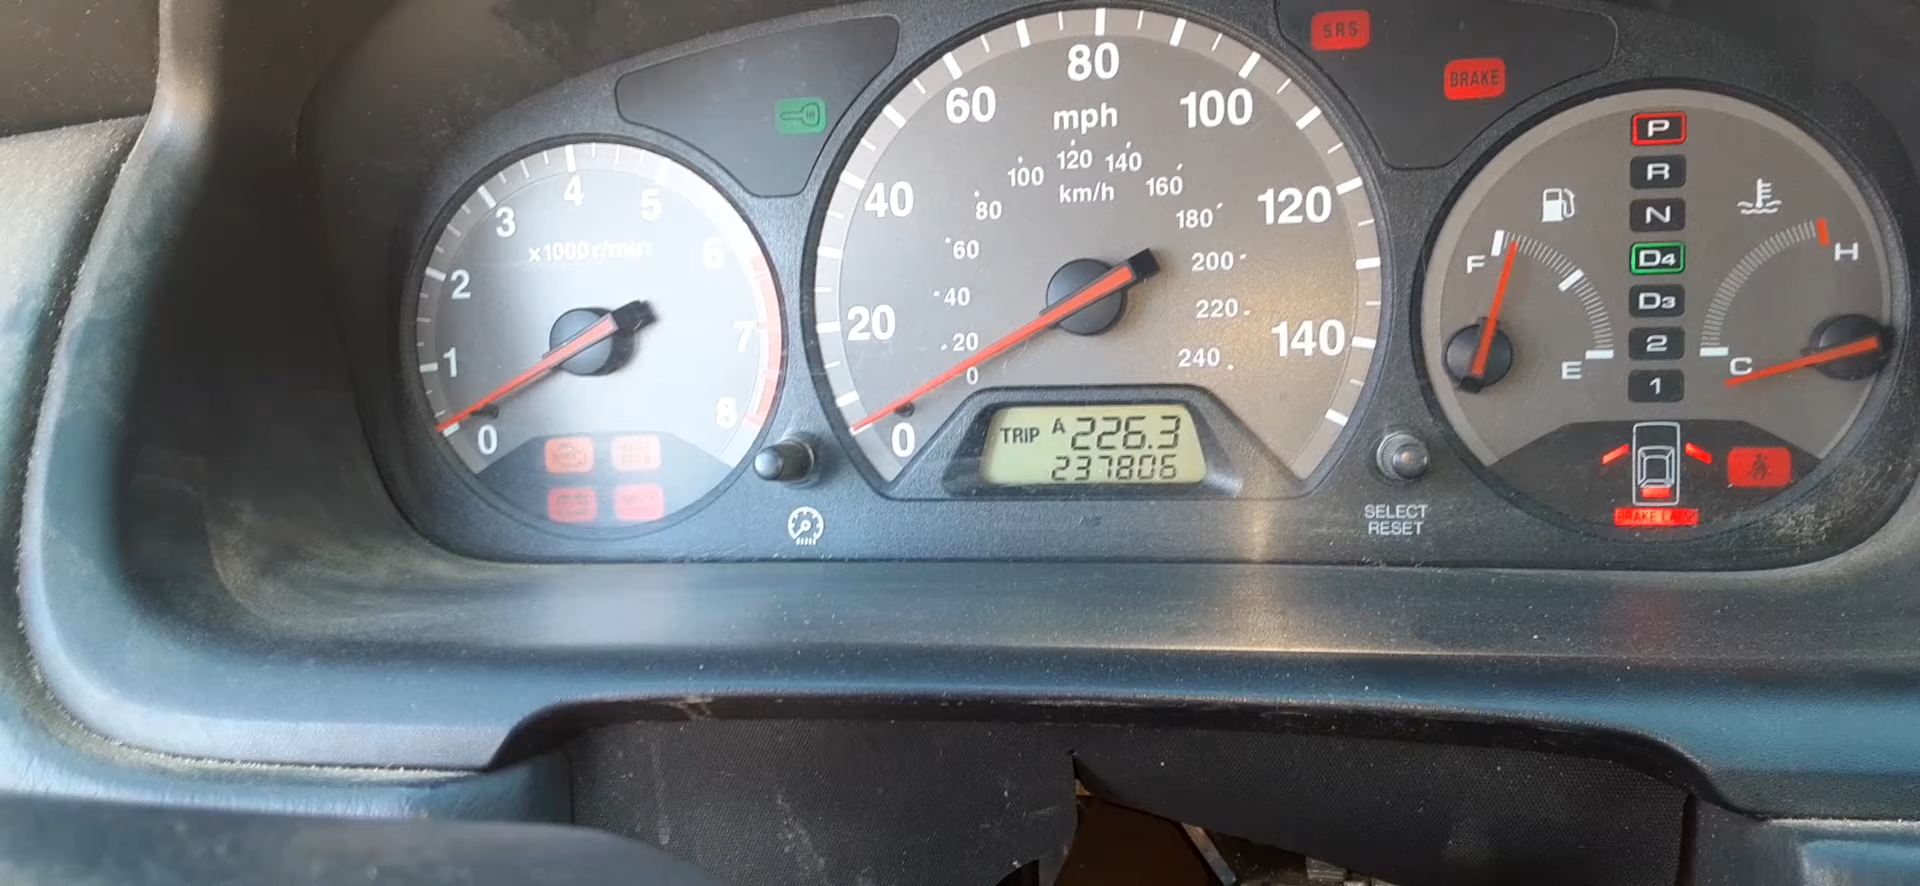 SRS
BRAKE
0
1
2
3
4
5
6
7
8
x1000r/min
0
20
40
60
80
100
120
140
mph
0
20
40
60
80
100
120
140
160
180
200
220
240
km/h
TRIP A 226.3
237806
SELECT
RESET
P
R
N
D4
D3
2
1
F
E
H
C
BRAKE LAMP